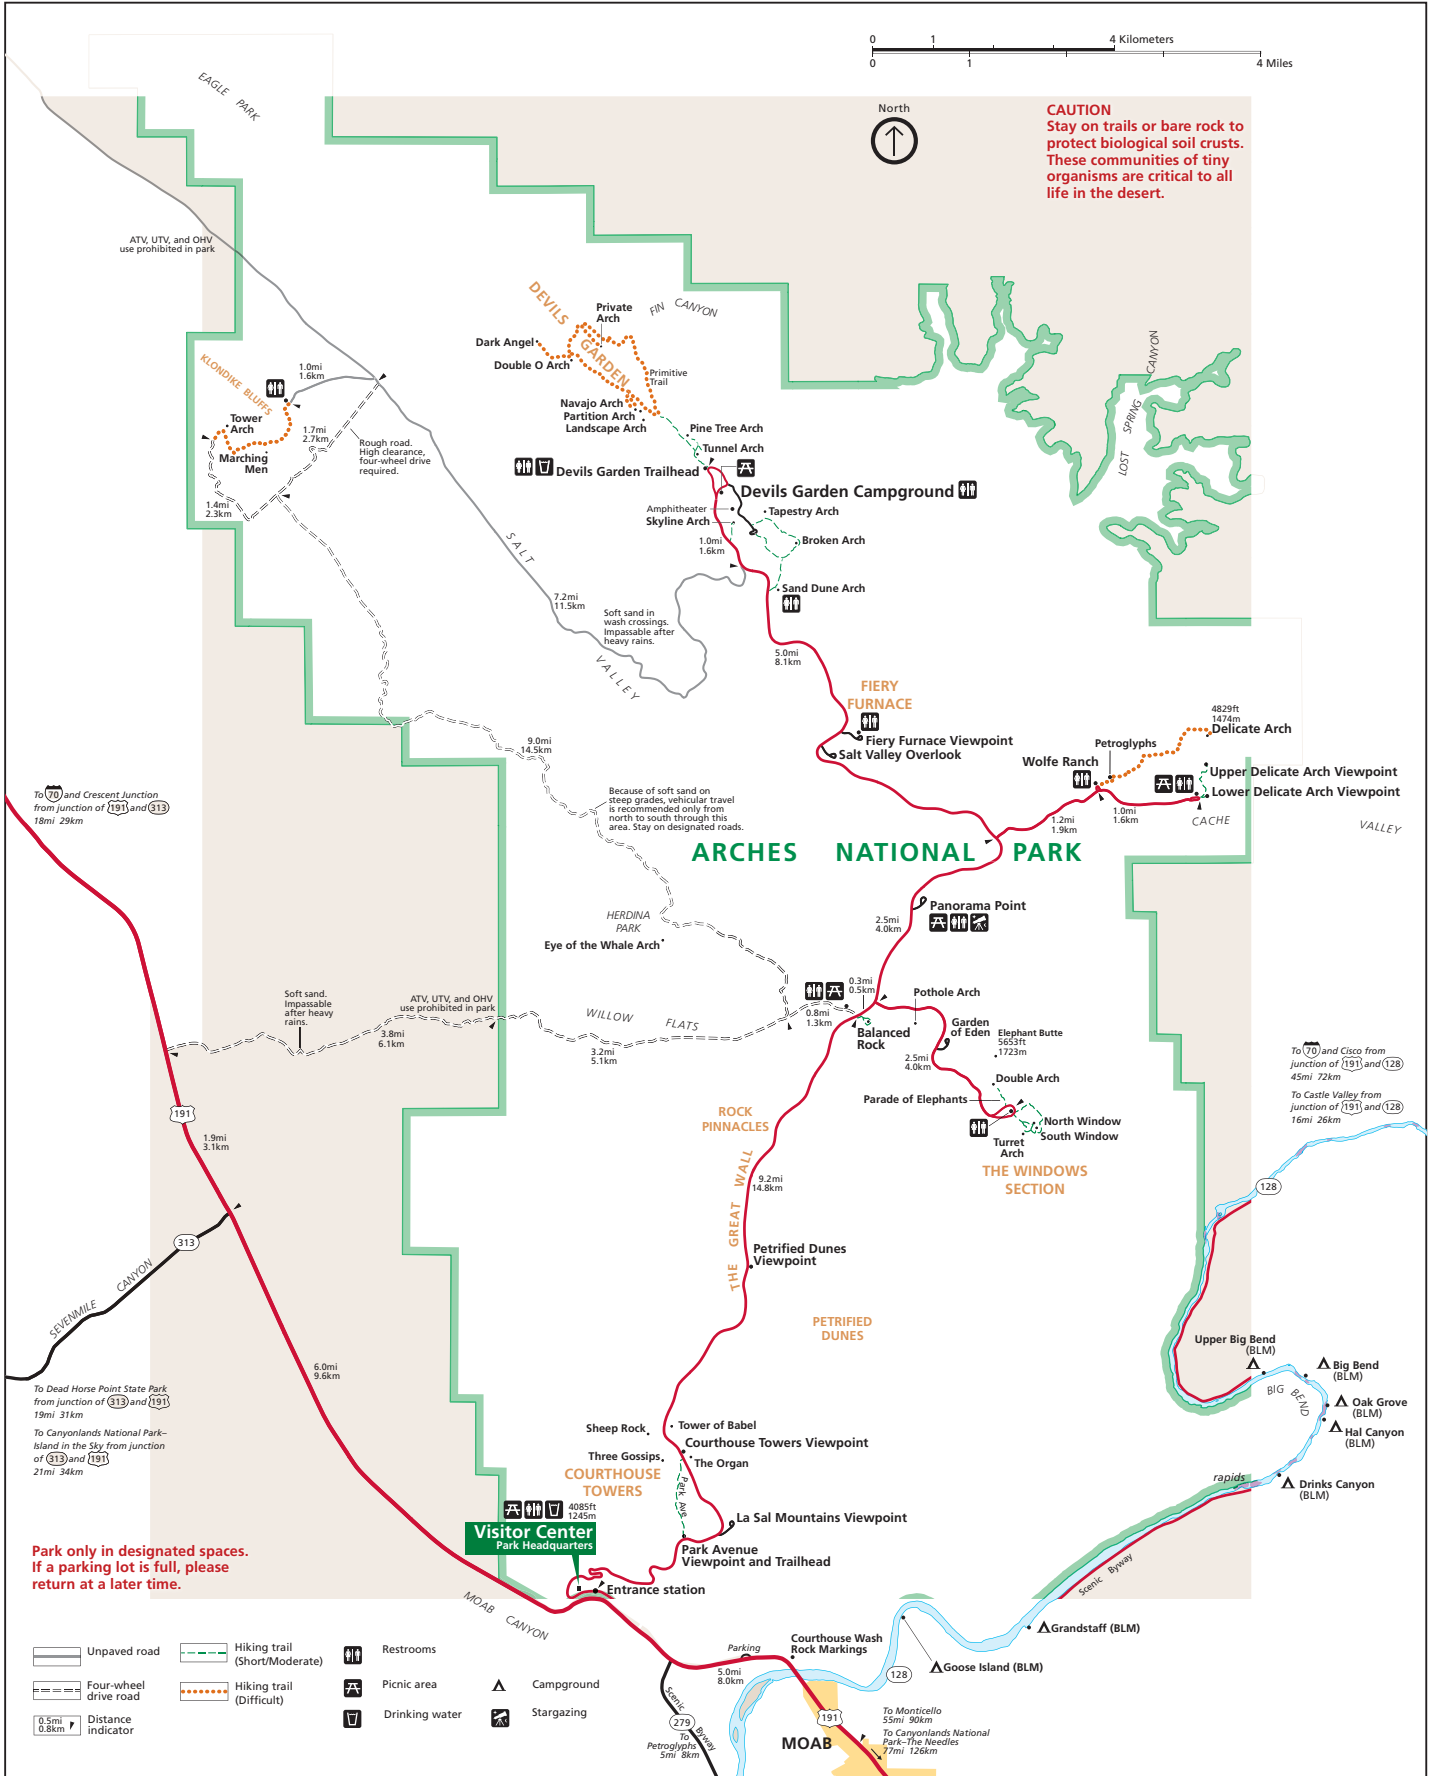 0 1 4 Kilometers
0 1 4 Miles
North
CAUTION
Stay on trails or bare rock to
protect biological soil crusts.
These communities of tiny
organisms are critical to all
life in the desert.
EAGLE PARK
ATV, UTV, and OHV
use prohibited in park
DEVILS
GARDEN
Private
Arch
FIN CANYON
Dark Angel
Double O Arch
Primitive
Trail
Navajo Arch
Partition Arch
Landscape Arch
Pine Tree Arch
Tunnel Arch
Devils Garden Trailhead
Devils Garden Campground
Amphitheater
Skyline Arch
Tapestry Arch
Broken Arch
1.0mi
1.6km
Sand Dune Arch
KLONDIKE BLUFFS
1.0mi
1.6km
Tower
Arch
Marching
Men
1.7mi
2.7km
Rough road.
High clearance,
four-wheel drive
required.
1.4mi
2.3km
SALT
VALLEY
7.2mi
11.5km
Soft sand in
wash crossings.
Impassable after
heavy rains.
LOST SPRING CANYON
5.0mi
8.1km
FIERY
FURNACE
Fiery Furnace Viewpoint
Salt Valley Overlook
4829ft
1474m
Delicate Arch
Petroglyphs
Wolfe Ranch
Upper Delicate Arch Viewpoint
Lower Delicate Arch Viewpoint
1.0mi
1.6km
1.2mi
1.9km
CACHE
VALLEY
9.0mi
14.5km
Because of soft sand on
steep grades, vehicular travel
is recommended only from
north to south through this
area. Stay on designated roads.
To 70 and Crescent Junction
from junction of 191 and 313
18mi 29km
ARCHES NATIONAL PARK
Panorama Point
2.5mi
4.0km
HERDINA
PARK
Eye of the Whale Arch
Soft sand.
Impassable
after heavy
rains.
ATV, UTV, and OHV
use prohibited in park
3.8mi
6.1km
WILLOW FLATS
3.2mi
5.1km
0.8mi
1.3km
0.3mi
0.5km
Balanced
Rock
Pothole Arch
Garden
of Eden
Elephant Butte
5653ft
1723m
2.5mi
4.0km
Double Arch
Parade of Elephants
North Window
South Window
Turret
Arch
THE WINDOWS
SECTION
To 70 and Cisco from
junction of 191 and 128
45mi 72km
To Castle Valley from
junction of 191 and 128
16mi 26km
128
191
1.9mi
3.1km
ROCK
PINNACLES
THE GREAT WALL
9.2mi
14.8km
Petrified Dunes
Viewpoint
PETRIFIED
DUNES
313
SEVENMILE CANYON
6.0mi
9.6km
To Dead Horse Point State Park
from junction of 313 and 191
19mi 31km
To Canyonlands National Park–
Island in the Sky from junction
of 313 and 191
21mi 34km
Upper Big Bend
(BLM)
Big Bend
(BLM)
BIG BEND
Oak Grove
(BLM)
Hal Canyon
(BLM)
Drinks Canyon
(BLM)
rapids
Sheep Rock
Tower of Babel
Courthouse Towers Viewpoint
Three Gossips
The Organ
COURTHOUSE
TOWERS
Park Ave
La Sal Mountains Viewpoint
Park Avenue
Viewpoint and Trailhead
4085ft
1245m
Visitor Center
Park Headquarters
Entrance station
Park only in designated spaces.
If a parking lot is full, please
return at a later time.
MOAB CANYON
Scenic Byway
Grandstaff (BLM)
Goose Island (BLM)
128
Courthouse Wash
Rock Markings
Parking
5.0mi
8.0km
Scenic Byway
279
To
Petroglyphs
5mi 8km
191
MOAB
To Monticello
55mi 90km
To Canyonlands National
Park–The Needles
77mi 126km
Unpaved road
Four-wheel
drive road
0.5mi
0.8km
Distance
indicator
Hiking trail
(Short/Moderate)
Hiking trail
(Difficult)
Restrooms
Picnic area
Drinking water
Campground
Stargazing